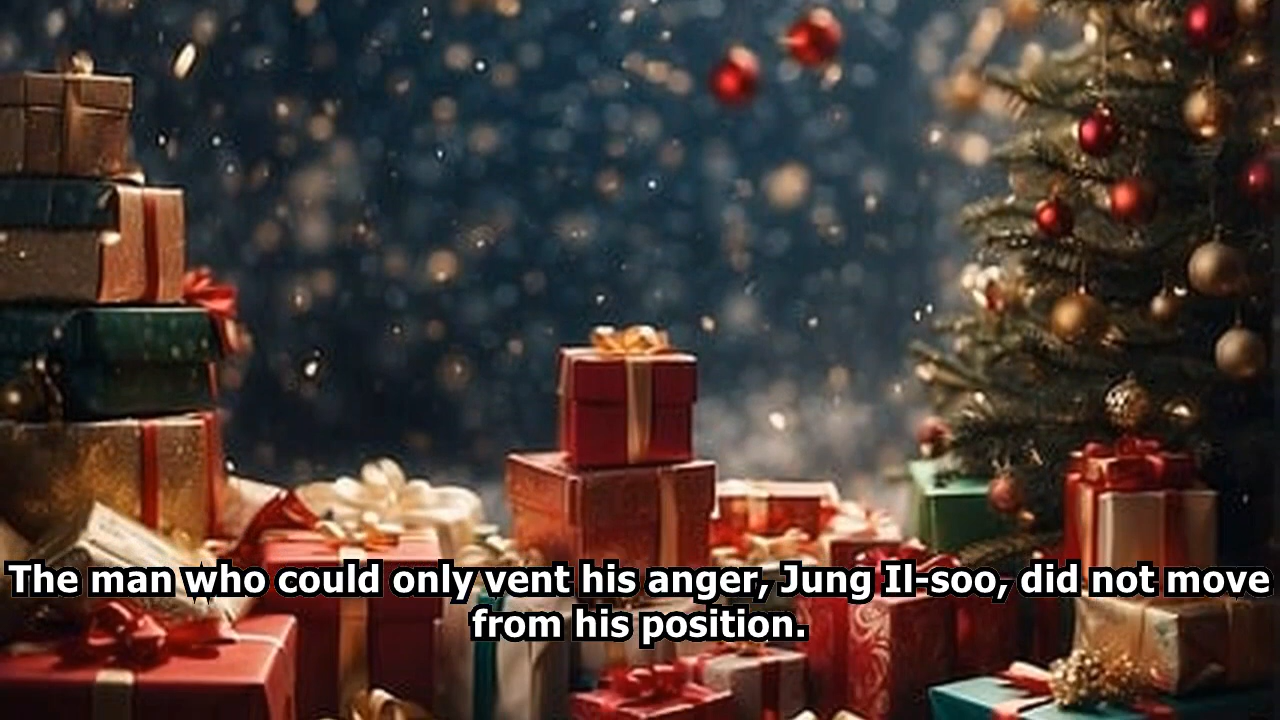 The man who could only vent his anger, Jung Il-soo, did not move
from his position.